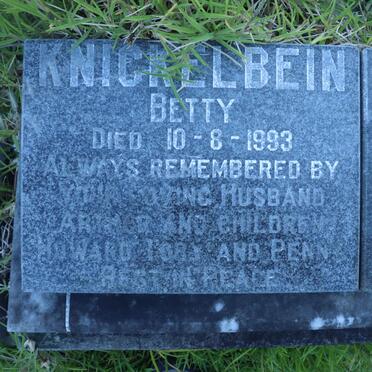 KNICKELBEIN
BETTY
DIED 10-8-1993
ALWAYS REMEMBERED BY
YOUR LOVING HUSBAND
AND CHILDREN
HOWARD, AND PENNY
REST IN PEACE